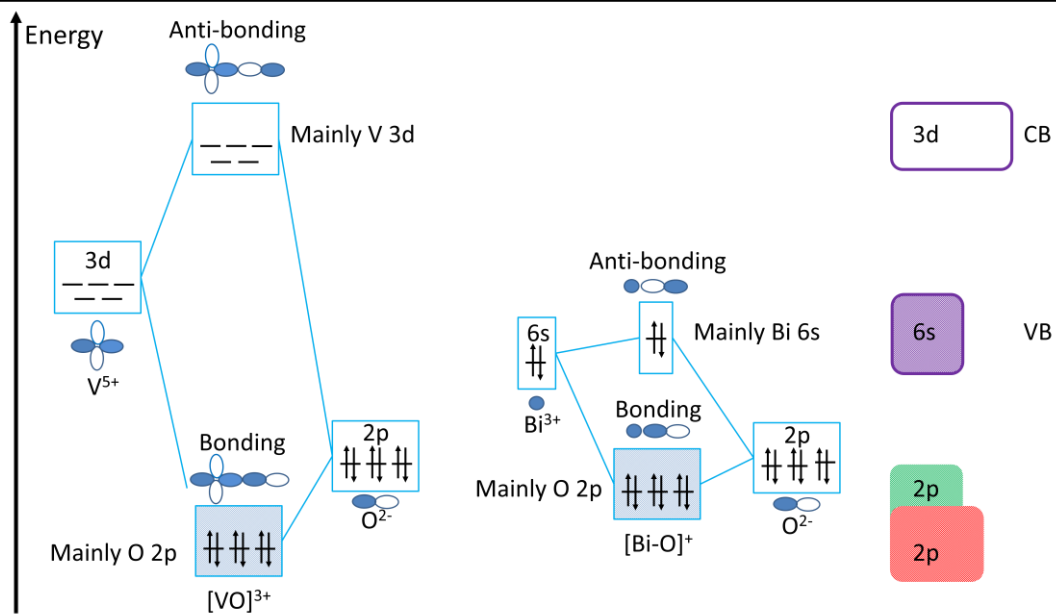 Energy
Anti-bonding
Mainly V 3d
3d
V⁵⁺
Bonding
2p
O²⁻
Mainly O 2p
[VO]³⁺
Anti-bonding
6s
Mainly Bi 6s
Bi³⁺
Bonding
2p
Mainly O 2p
O²⁻
[Bi-O]⁺
3d CB
6s VB
2p
2p